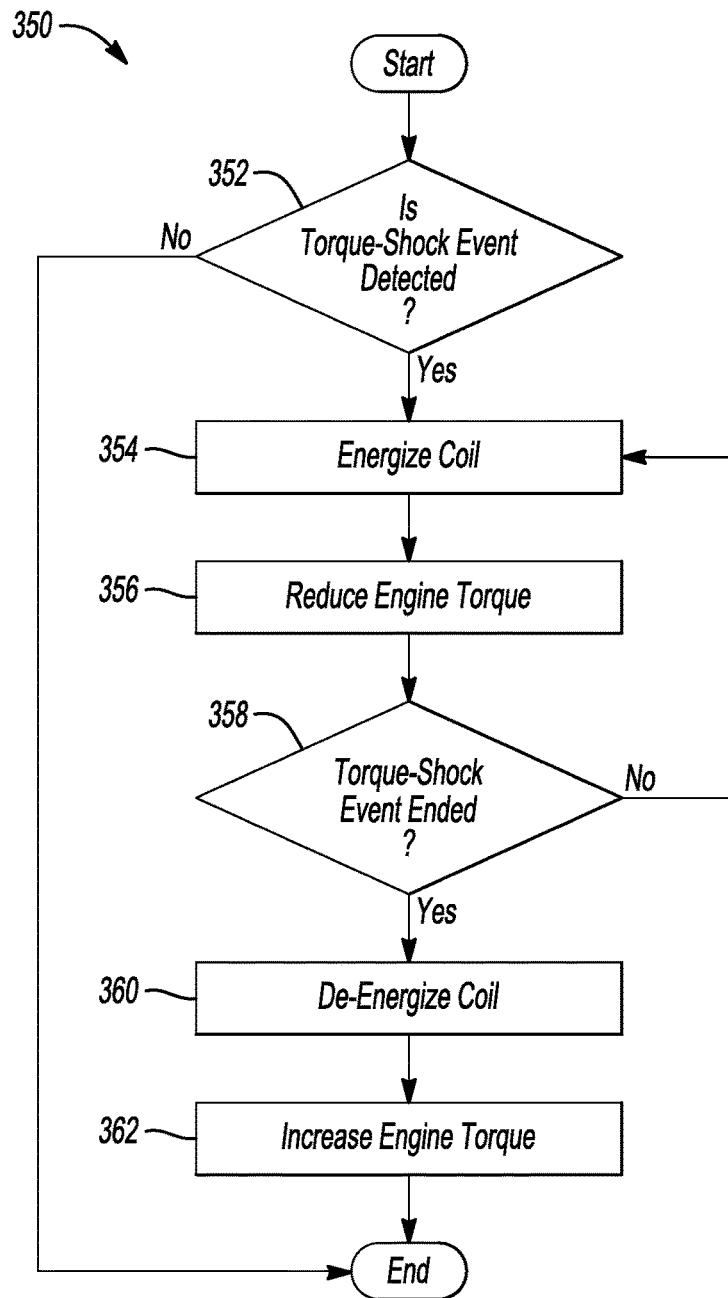 350
Start
352
Is
Torque-Shock Event
Detected
?
No
Yes
354
Energize Coil
356
Reduce Engine Torque
358
Torque-Shock
Event Ended
?
No
Yes
360
De-Energize Coil
362
Increase Engine Torque
End